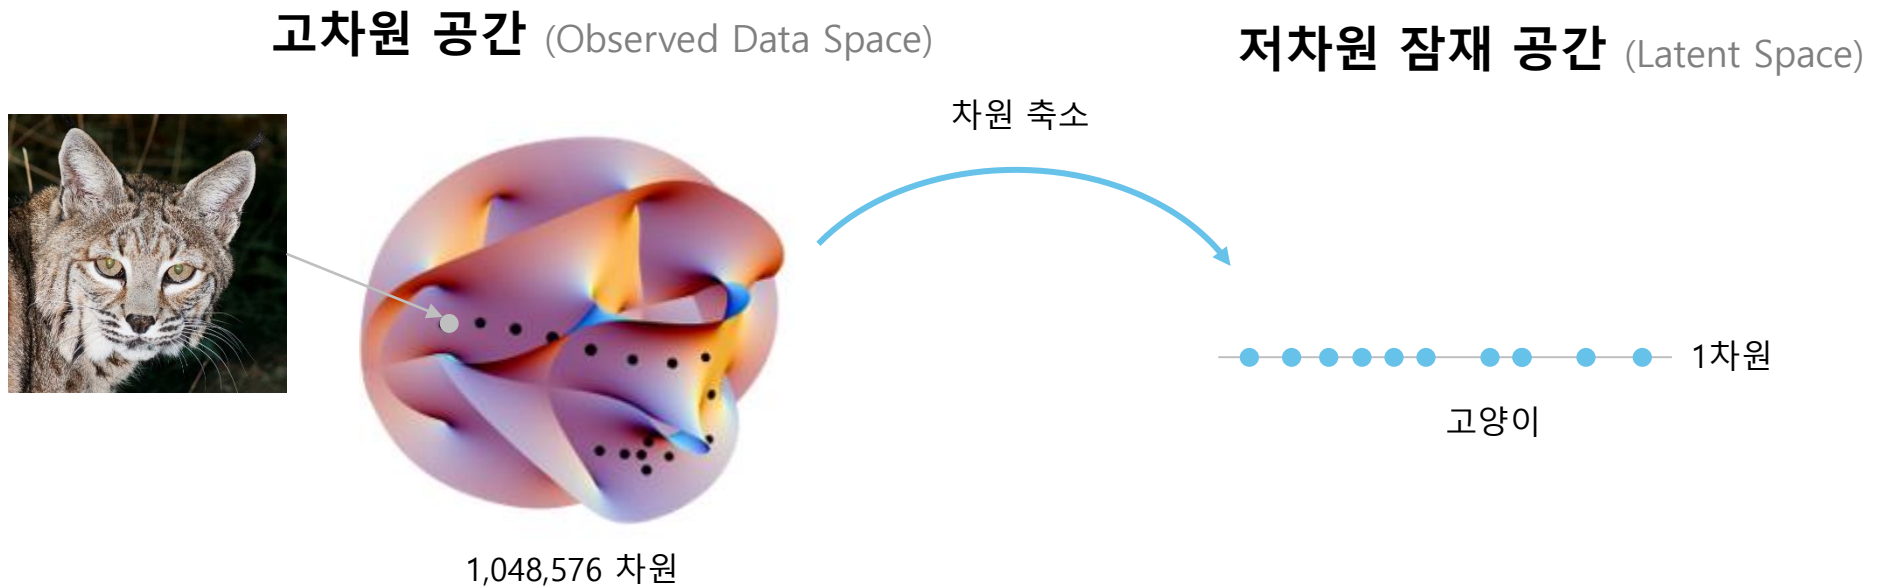 고차원 공간 (Observed Data Space)
저차원 잠재 공간 (Latent Space)
차원 축소
1차원
고양이
1,048,576 차원